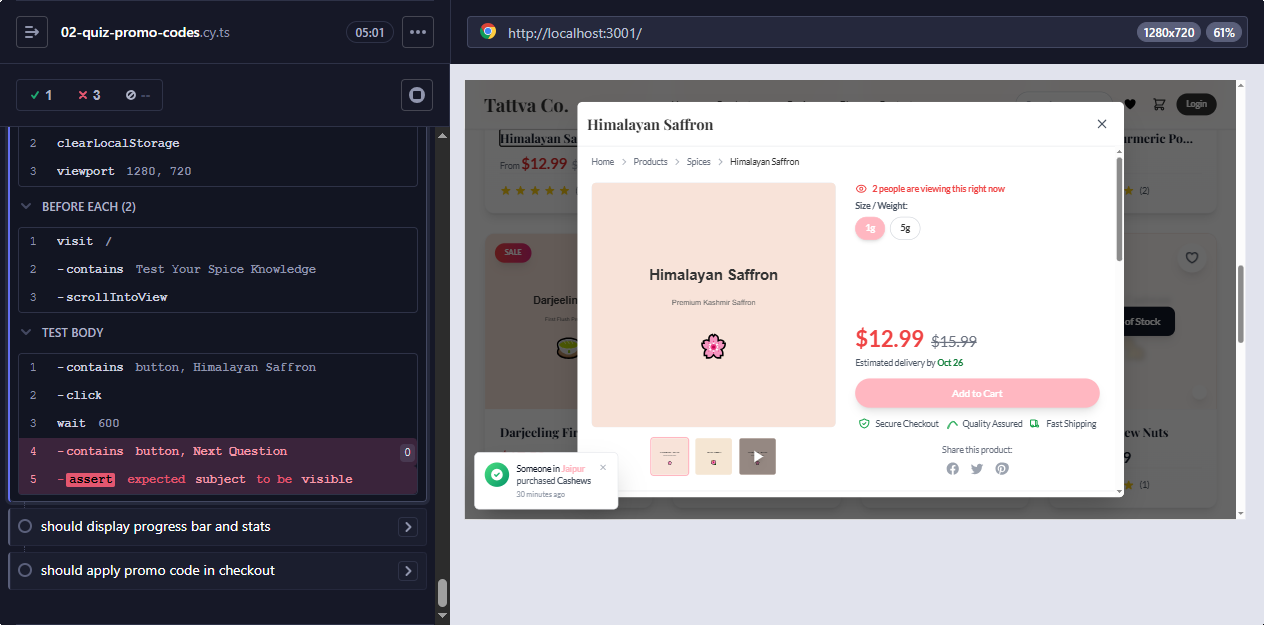 02-quiz-promo-codes.cy.ts
05:01
1
3
--
2 clearLocalStorage
3 viewport 1280, 720
BEFORE EACH (2)
1 visit /
2 -contains Test Your Spice Knowledge
3 -scrollIntoView
TEST BODY
1 -contains button, Himalayan Saffron
2 -click
3 wait 600
4 -contains button, Next Question 0
5 -assert expected subject to be visible
should display progress bar and stats
should apply promo code in checkout
http://localhost:3001/
1280x720
61%
Tattva Co.
Login
Himalayan Sa
From $12.99
urmeric Po...
(2)
SALE
Darjeelin
Darjeeling Fir
of Stock
ew Nuts
9
(1)
Himalayan Saffron
Home > Products > Spices > Himalayan Saffron
Himalayan Saffron
Premium Kashmir Saffron
2 people are viewing this right now
Size / Weight:
1g
5g
$12.99 $15.99
Estimated delivery by Oct 26
Add to Cart
Secure Checkout
Quality Assured
Fast Shipping
Share this product:
Someone in Jaipur
purchased Cashews
30 minutes ago